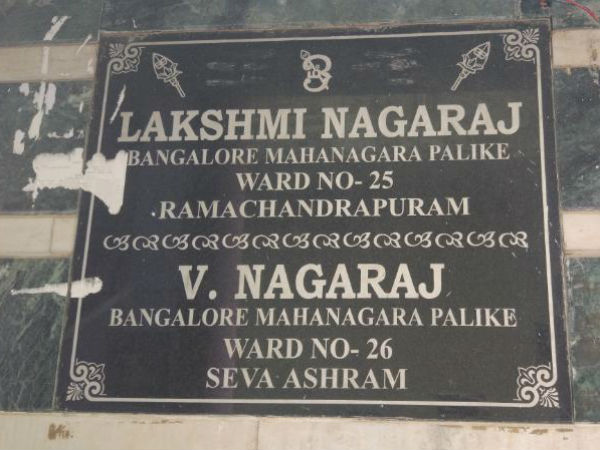 LAKSHMI NAGARAJ
BANGALORE MAHANAGARA PALIKE
WARD NO- 25
RAMACHANDRAPURAM
V. NAGARAJ
BANGALORE MAHANAGARA PALIKE
WARD NO- 26
SEVA ASHRAM